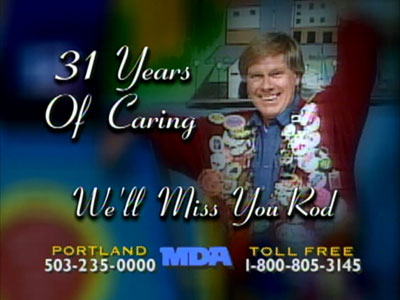 31 Years
Of Caring
We'll Miss You Rod
PORTLAND MDA TOLL FREE
503-235-0000 1-800-805-3145